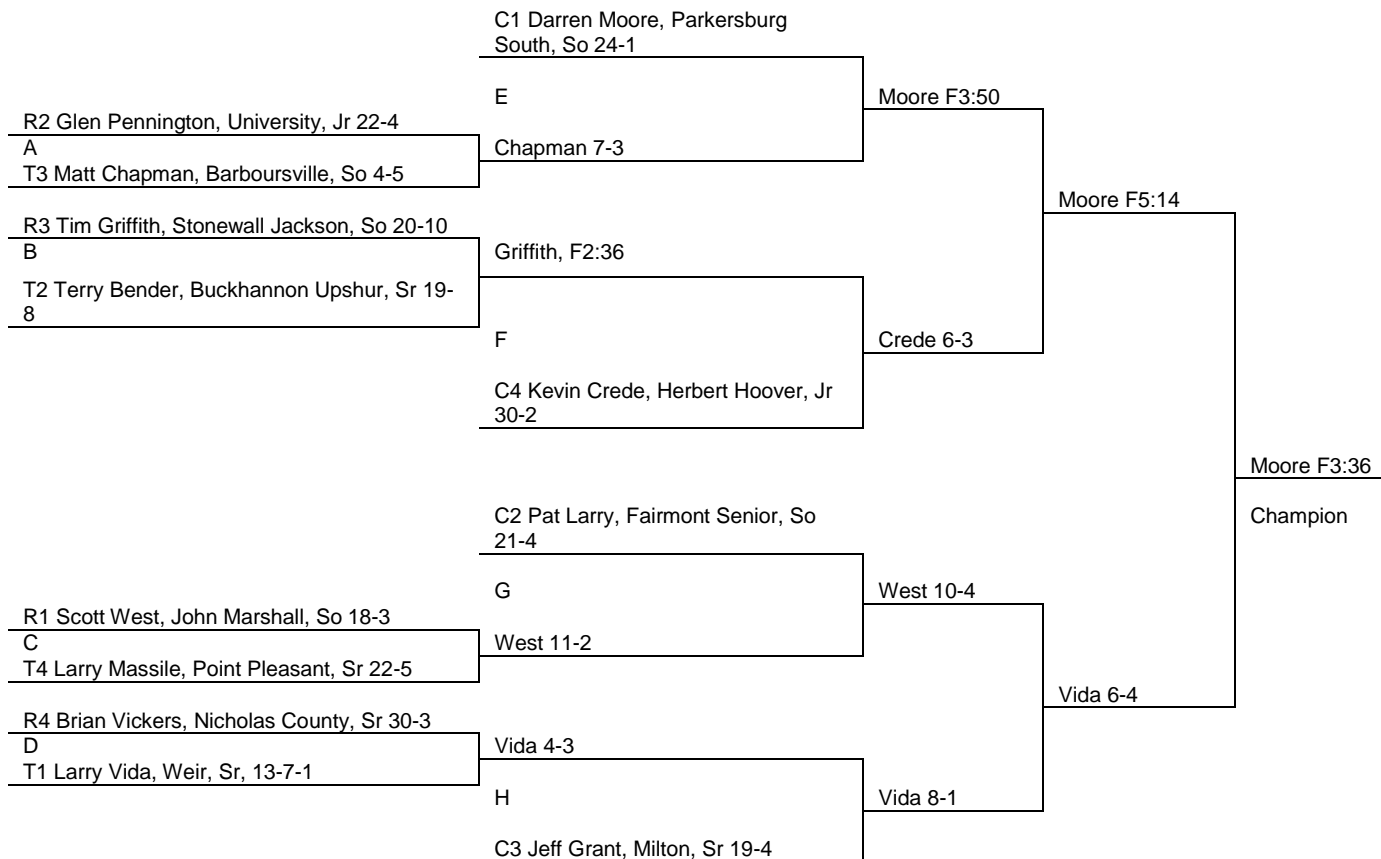 C1 Darren Moore, Parkersburg
South, So 24-1
E
Moore F3:50
R2 Glen Pennington, University, Jr 22-4
A
Chapman 7-3
T3 Matt Chapman, Barboursville, So 4-5
Moore F5:14
R3 Tim Griffith, Stonewall Jackson, So 20-10
B
Griffith, F2:36
T2 Terry Bender, Buckhannon Upshur, Sr 19-
8
F
Crede 6-3
C4 Kevin Crede, Herbert Hoover, Jr
30-2
Moore F3:36
C2 Pat Larry, Fairmont Senior, So
21-4
Champion
G
West 10-4
R1 Scott West, John Marshall, So 18-3
C
West 11-2
T4 Larry Massile, Point Pleasant, Sr 22-5
Vida 6-4
R4 Brian Vickers, Nicholas County, Sr 30-3
D
Vida 4-3
T1 Larry Vida, Weir, Sr, 13-7-1
H
Vida 8-1
C3 Jeff Grant, Milton, Sr 19-4